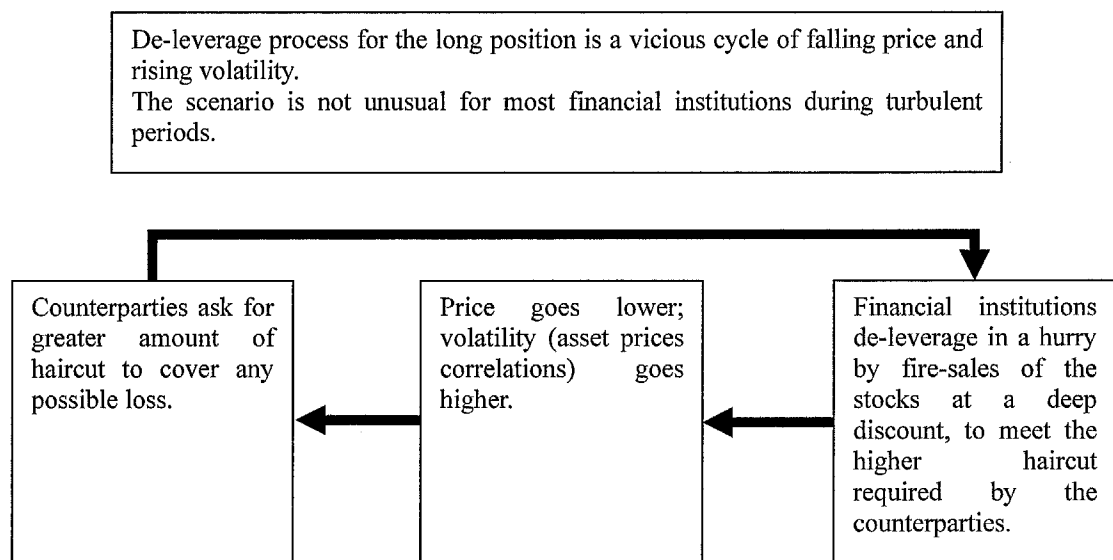 De-leverage process for the long position is a vicious cycle of falling price and
rising volatility.
The scenario is not unusual for most financial institutions during turbulent
periods.
Counterparties ask for
greater amount of
haircut to cover any
possible loss.
Price goes lower;
volatility (asset prices
correlations) goes
higher.
Financial institutions
de-leverage in a hurry
by fire-sales of the
stocks at a deep
discount, to meet the
higher haircut
required by the
counterparties.